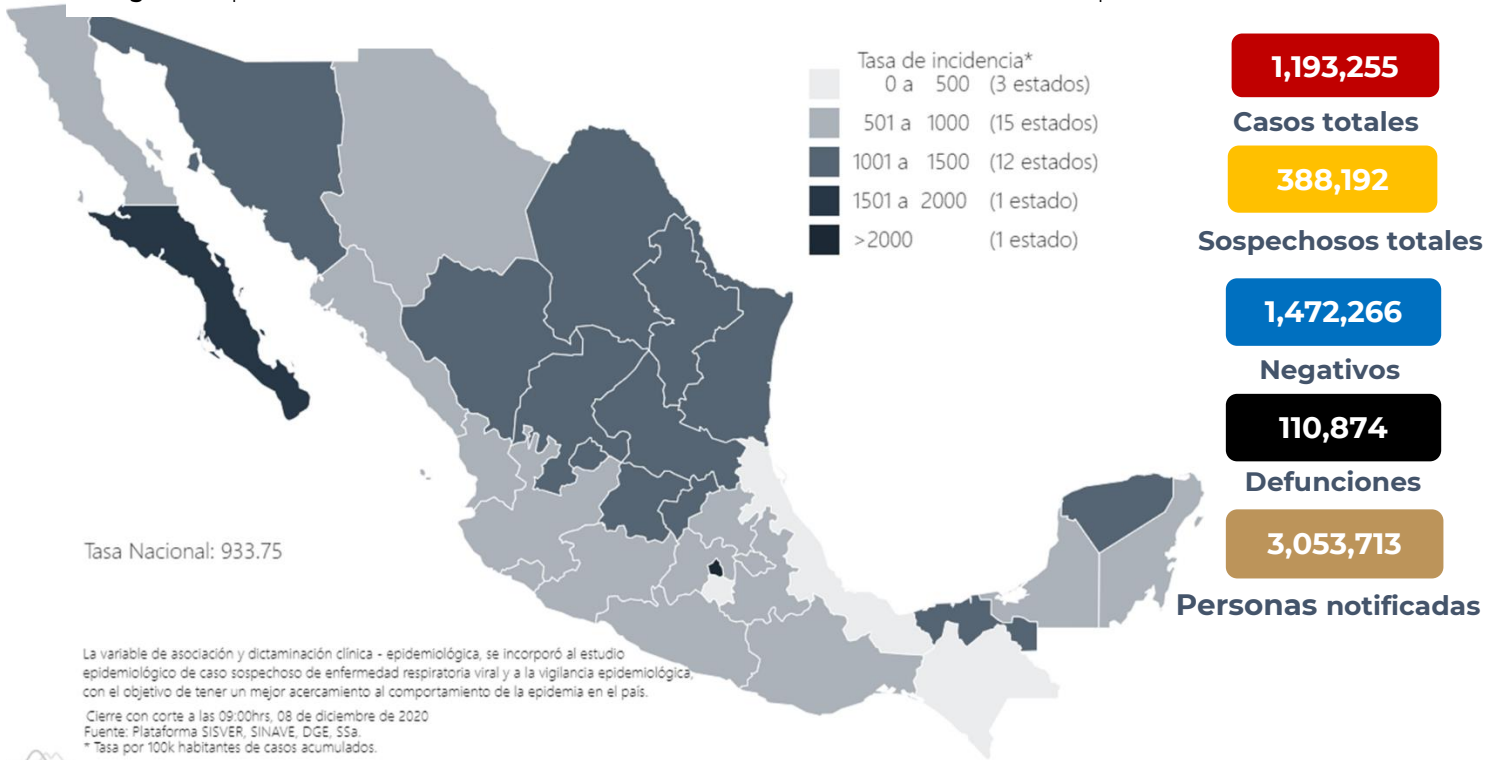 Tasa de incidencia*
0 a 500 (3 estados)
501 a 1000 (15 estados)
1001 a 1500 (12 estados)
1501 a 2000 (1 estado)
>2000 (1 estado)
1,193,255
Casos totales
388,192
Sospechosos totales
1,472,266
Negativos
110,874
Defunciones
3,053,713
Personas notificadas
Tasa Nacional: 933.75
La variable de asociación y dictaminación clínica - epidemiológica, se incorporó al estudio
epidemiológico de caso sospechoso de enfermedad respiratoria viral y a la vigilancia epidemiológica,
con el objetivo de tener un mejor acercamiento al comportamiento de la epidemia en el país.
Cierre con corte a las 09:00hrs, 08 de diciembre de 2020
Fuente: Plataforma SISVER, SINAVE, DGE, SSa.
* Tasa por 100k habitantes de casos acumulados.